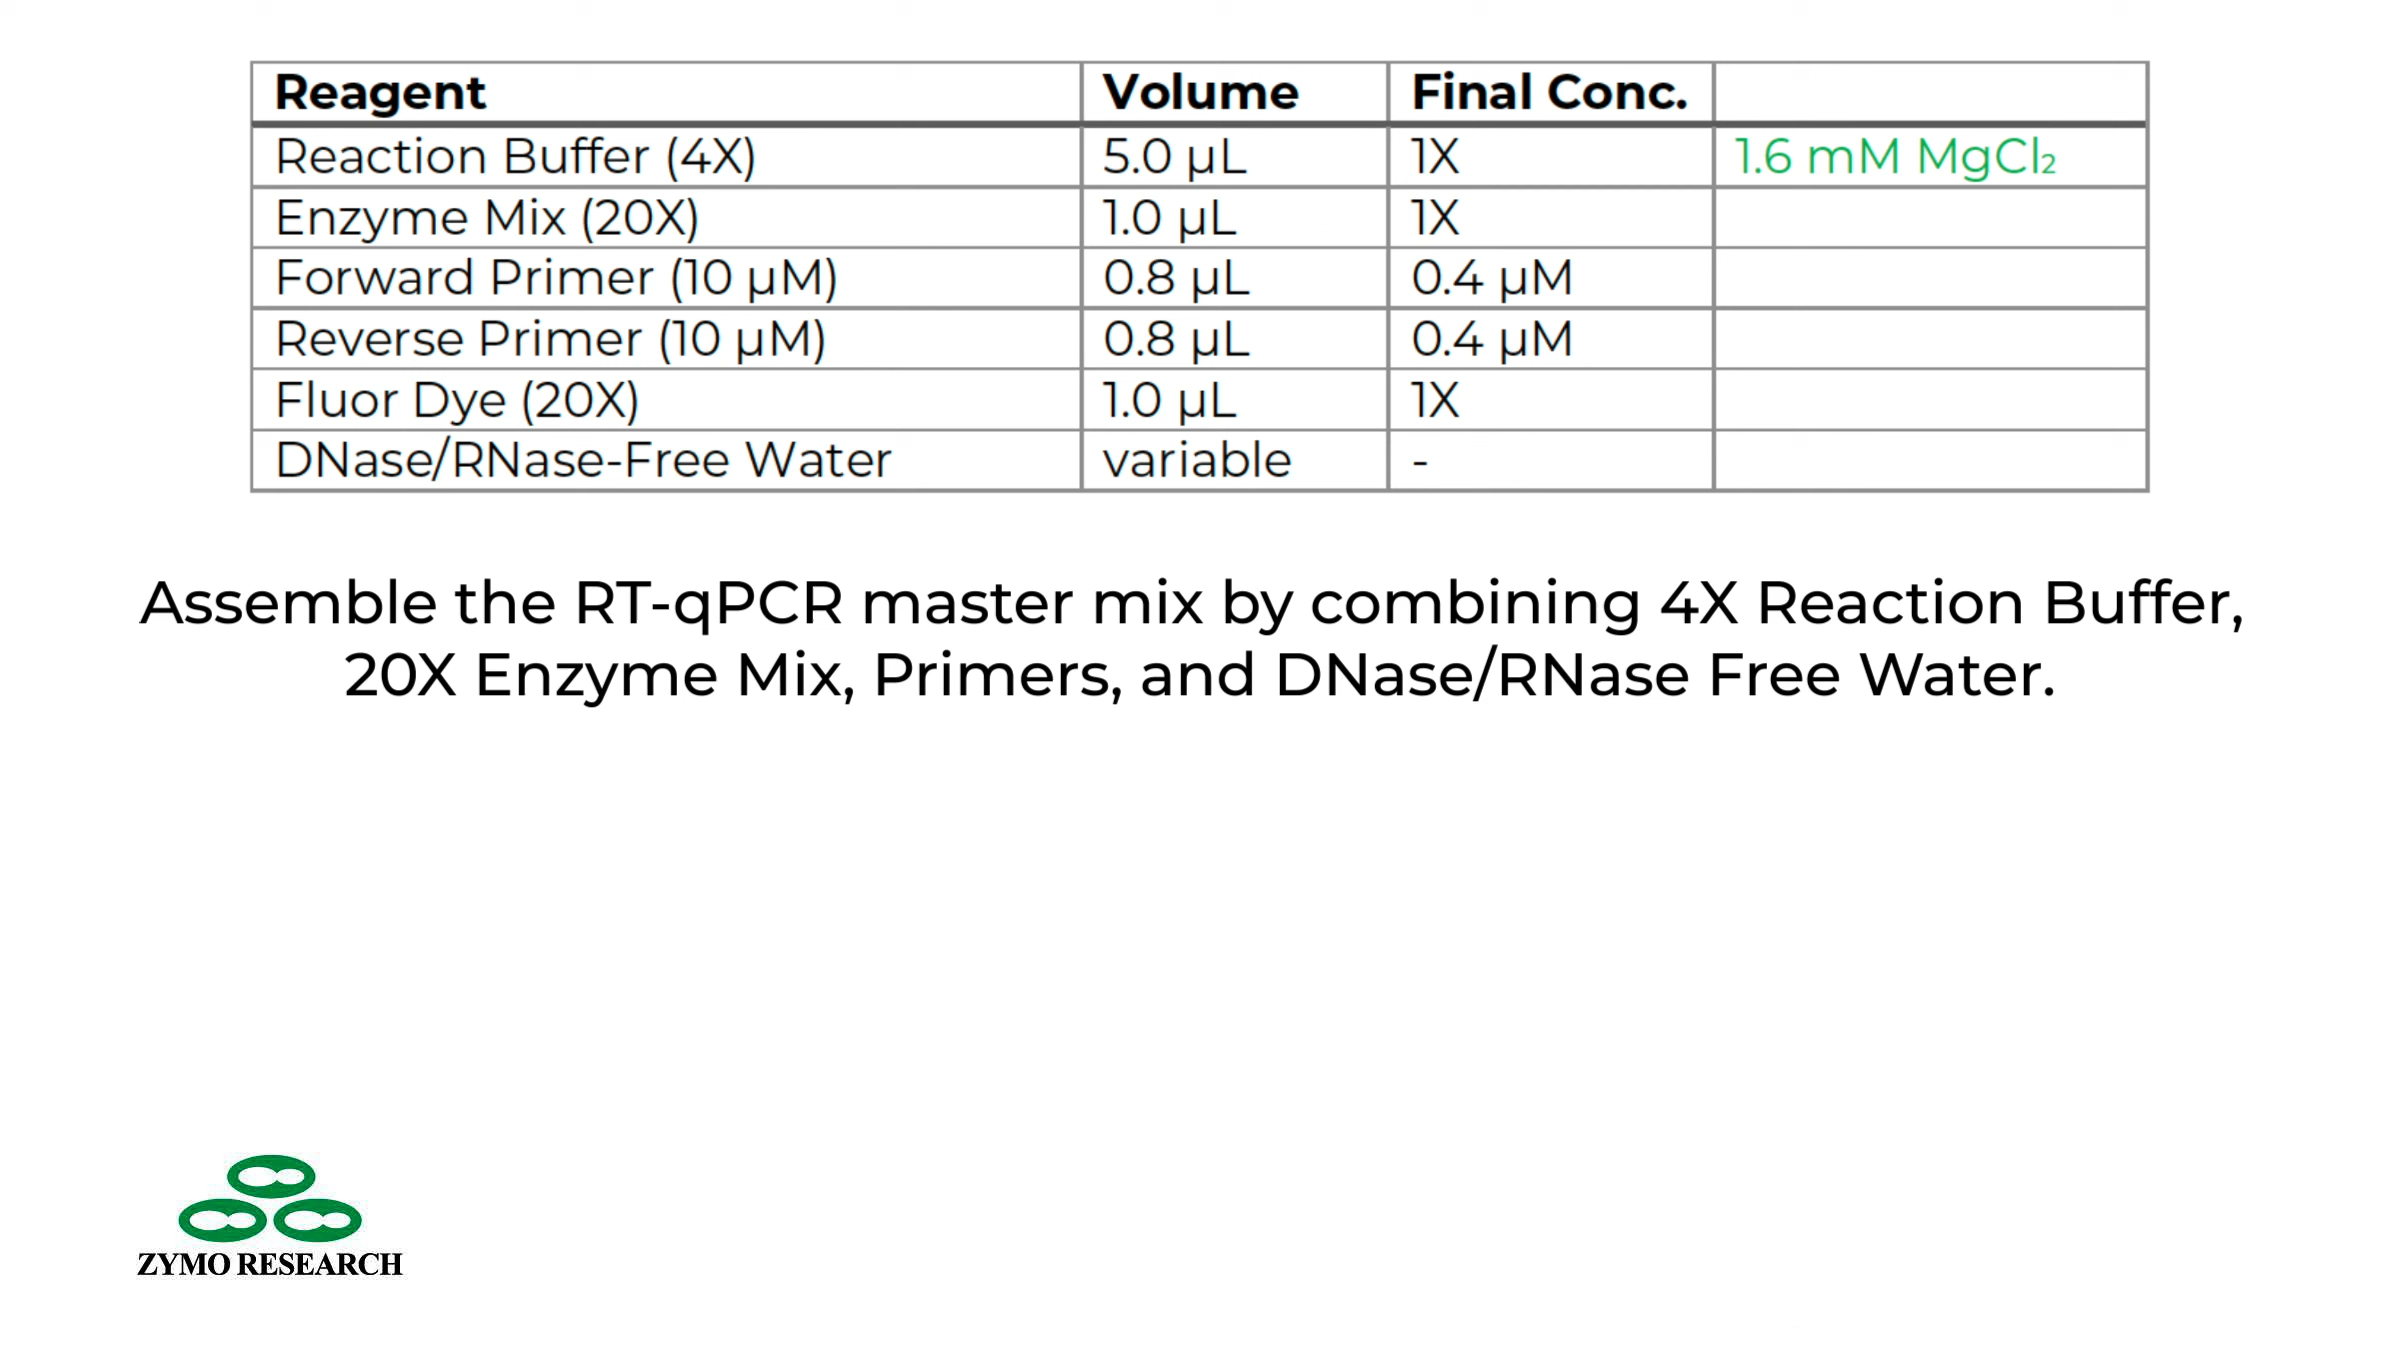 Reagent Volume Final Conc.
Reaction Buffer (4X) 5.0 µL 1X 1.6 mM MgCl₂
Enzyme Mix (20X) 1.0 µL 1X
Forward Primer (10 µM) 0.8 µL 0.4 µM
Reverse Primer (10 µM) 0.8 µL 0.4 µM
Fluor Dye (20X) 1.0 µL 1X
DNase/RNase-Free Water variable -
Assemble the RT-qPCR master mix by combining 4X Reaction Buffer,
20X Enzyme Mix, Primers, and DNase/RNase Free Water.
ZYMO RESEARCH